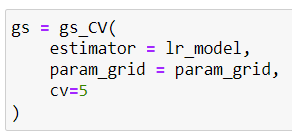 gs = gs_CV(
    estimator = lr_model,
    param_grid = param_grid,
    cv=5
)